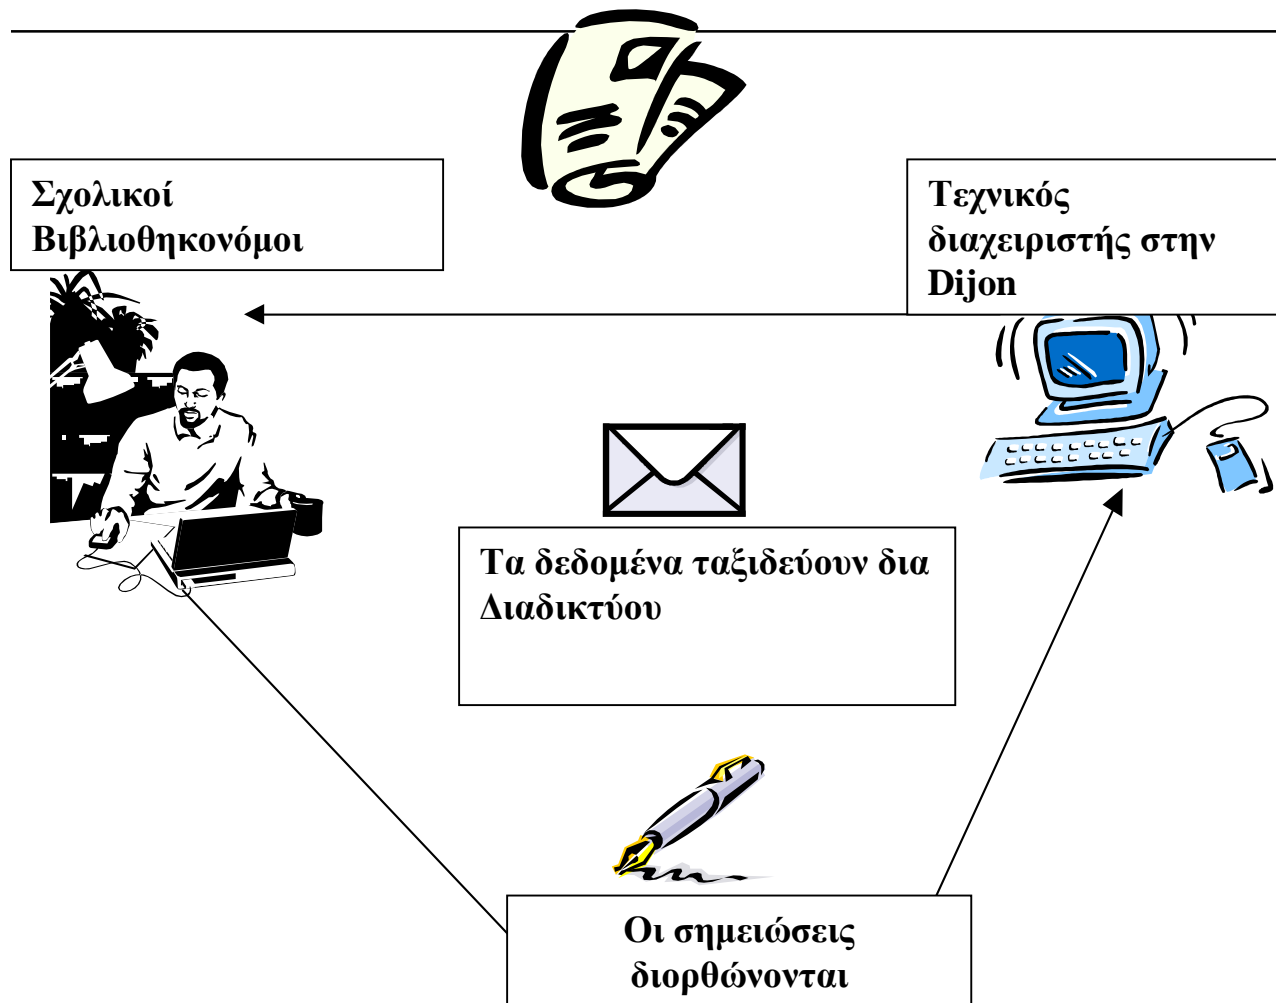 Σχολικοί
Βιβλιοθηκονόμοι
Τεχνικός
διαχειριστής στην
Dijon
Τα δεδομένα ταξιδεύουν δια
Διαδικτύου
Οι σημειώσεις
διορθώνονται